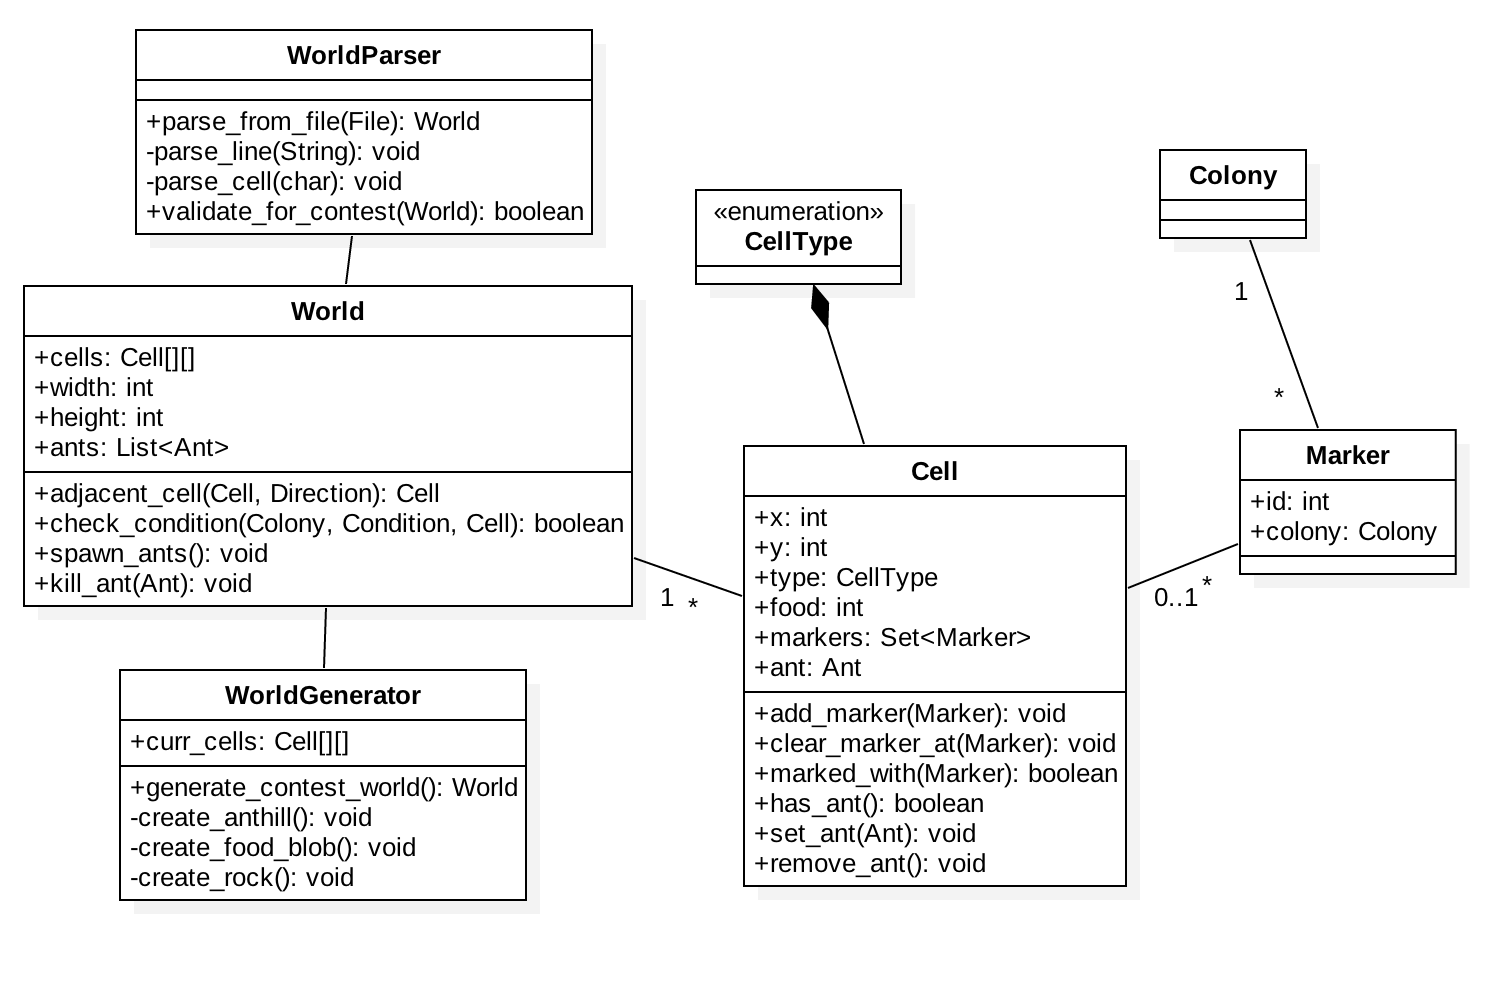 WorldParser
+parse_from_file(File): World
-parse_line(String): void
-parse_cell(char): void
+validate_for_contest(World): boolean
World
+cells: Cell[][]
+width: int
+height: int
+ants: List<Ant>
+adjacent_cell(Cell, Direction): Cell
+check_condition(Colony, Condition, Cell): boolean
+spawn_ants(): void
+kill_ant(Ant): void
WorldGenerator
+curr_cells: Cell[][]
+generate_contest_world(): World
-create_anthill(): void
-create_food_blob(): void
-create_rock(): void
1 *
«enumeration»
CellType
Cell
+x: int
+y: int
+type: CellType
+food: int
+markers: Set<Marker>
+ant: Ant
+add_marker(Marker): void
+clear_marker_at(Marker): void
+marked_with(Marker): boolean
+has_ant(): boolean
+set_ant(Ant): void
+remove_ant(): void
0..1 *
Colony
1
*
Marker
+id: int
+colony: Colony